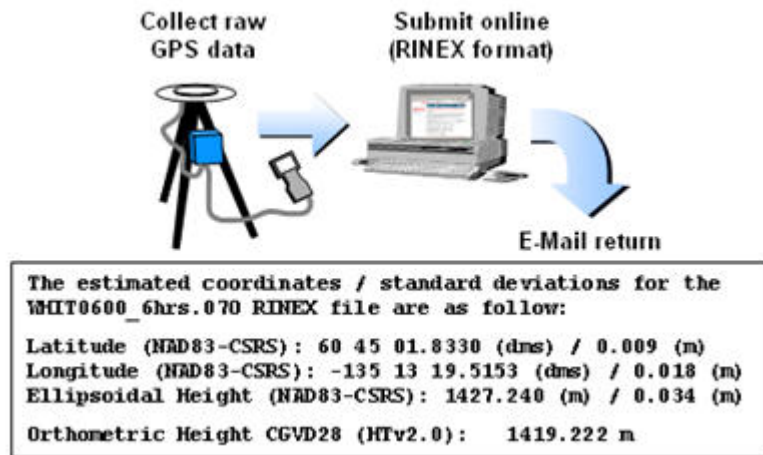 Collect raw
GPS data
Submit online
(RINEX format)
E-Mail return
The estimated coordinates / standard deviations for the
WHIT0600_6hrs.07O RINEX file are as follow:
Latitude (NAD83-CSRS): 60 45 01.8330 (dms) / 0.009 (m)
Longitude (NAD83-CSRS): -135 13 19.5153 (dms) / 0.018 (m)
Ellipsoidal Height (NAD83-CSRS): 1427.240 (m) / 0.034 (m)
Orthometric Height CGVD28 (HTv2.0): 1419.222 m